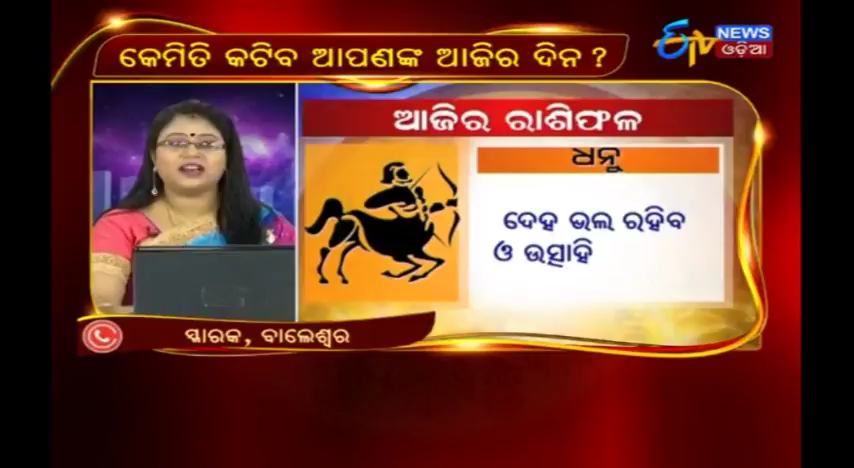 କେମିତି କଟିବ ଆପଣଙ୍କ ଆଜିର ଦିନ ?
ETV NEWS
ଓଡ଼ିଆ
ଆଜିର ରାଶିଫଳ
ଧନୁ
ଦେହ ଭଲ ରହିବ
ଓ ଉତ୍ସାହି
ସ୍ମାରକ, ବାଲେଶ୍ୱର